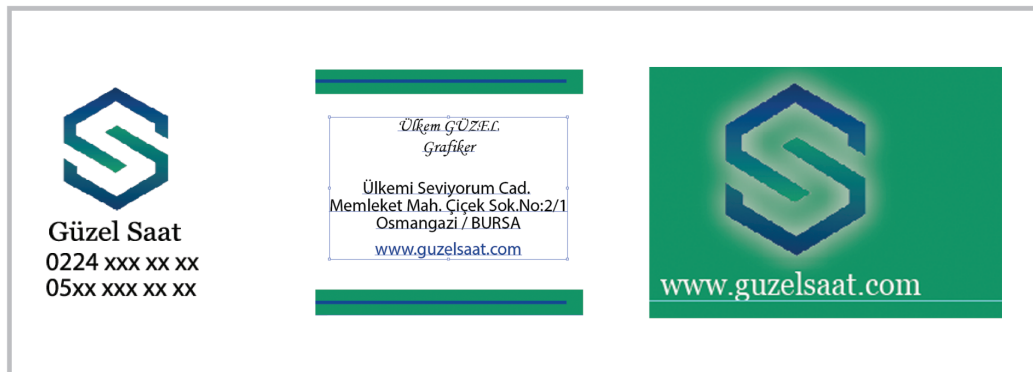 Güzel Saat
0224 xxx xx xx
05xx xxx xx xx
Ülkem GÜZEL
Grafiker
Ülkemi Seviyorum Cad.
Memleket Mah. Çiçek Sok.No:2/1
Osmangazi / BURSA
www.guzelsaat.com
www.guzelsaat.com